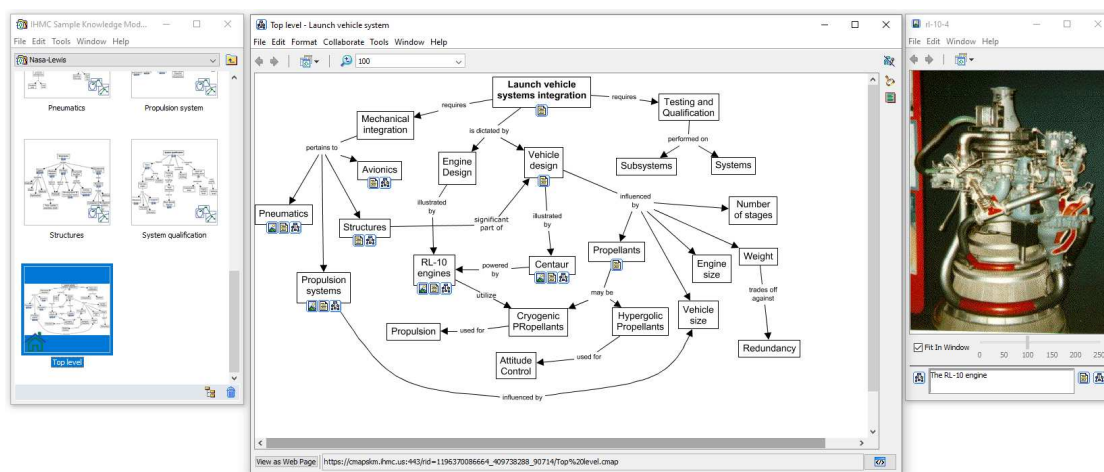 IHMC Sample Knowledge Mod...
File Edit Tools Window Help
Nasa-Lewis
Pneumatics
Propulsion system
Structures
System qualification
Top level
Top level - Launch vehicle system
File Edit Format Collaborate Tools Window Help
100
Launch vehicle
systems integration
requires
requires
Mechanical
integration
Testing and
Qualification
is dictated by
performed on
pertains to
Avionics
Engine
Design
Vehicle
design
Subsystems
Systems
influenced
by
Number
of stages
Pneumatics
Structures
illustrated
by
significant
part of
illustrated
by
Propellants
Engine
size
Weight
Propulsion
systems
RL-10
engines
powered
by
Centaur
trades off
against
utilize
may be
Cryogenic
PRopellants
Hypergolic
Propellants
Vehicle
size
Propulsion
used for
Redundancy
Attitude
Control
used for
influenced by
View as Web Page
https://cmapskm.ihmc.us:443/rid=1196370086664_409738288_90714/Top%20level.cmap
rl-10-4
File Edit Window Help
Fit In Window
0 50 100 150 200 250
The RL-10 engine